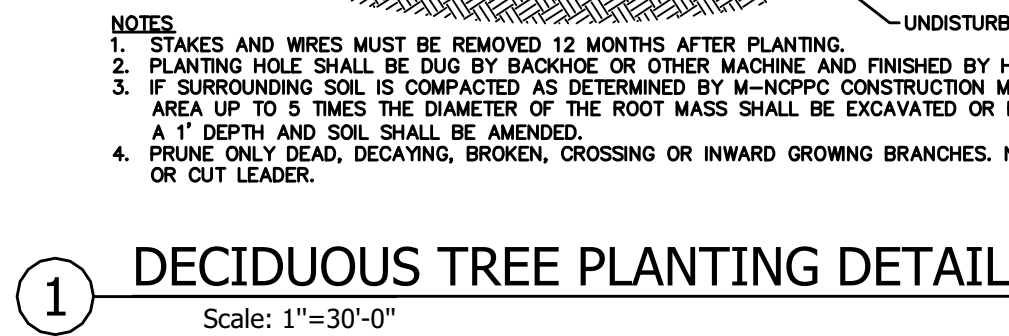 UNDISTURB
NOTES
1. STAKES AND WIRES MUST BE REMOVED 12 MONTHS AFTER PLANTING.
2. PLANTING HOLE SHALL BE DUG BY BACKHOE OR OTHER MACHINE AND FINISHED BY H
3. IF SURROUNDING SOIL IS COMPACTED AS DETERMINED BY M-NCPPC CONSTRUCTION M
AREA UP TO 5 TIMES THE DIAMETER OF THE ROOT MASS SHALL BE EXCAVATED OR
A 1' DEPTH AND SOIL SHALL BE AMENDED.
4. PRUNE ONLY DEAD, DECAYING, BROKEN, CROSSING OR INWARD GROWING BRANCHES.
OR CUT LEADER.
1 DECIDUOUS TREE PLANTING DETAIL
Scale: 1"=30'-0"